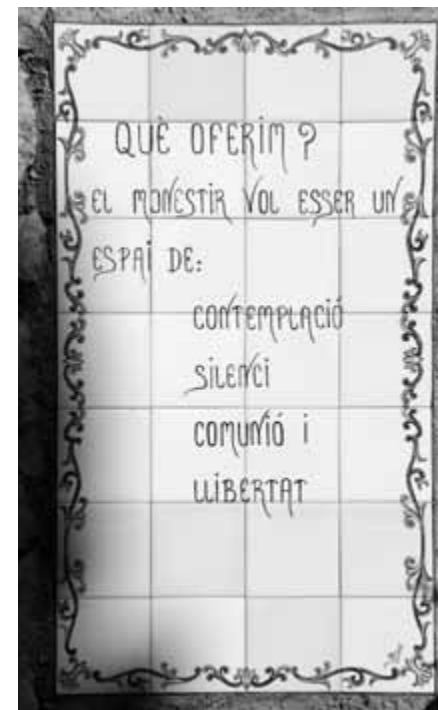 QUÈ OFERIM?
EL MONESTIR VOL ESSER UN
ESPAI DE:
CONTEMPLACIÓ
SILENCI
COMUNIÓ I
LLIBERTAT